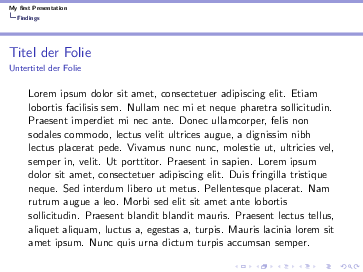 My first Presentation
Findings
Titel der Folie
Untertitel der Folie
Lorem ipsum dolor sit amet, consectetuer adipiscing elit. Etiam
lobortis facilisis sem. Nullam nec mi et neque pharetra sollicitudin.
Praesent imperdiet mi nec ante. Donec ullamcorper, felis non
sodales commodo, lectus velit ultrices augue, a dignissim nibh
lectus placerat pede. Vivamus nunc nunc, molestie ut, ultricies vel,
semper in, velit. Ut porttitor. Praesent in sapien. Lorem ipsum
dolor sit amet, consectetuer adipiscing elit. Duis fringilla tristique
neque. Sed interdum libero ut metus. Pellentesque placerat. Nam
rutrum augue a leo. Morbi sed elit sit amet ante lobortis
sollicitudin. Praesent blandit blandit mauris. Praesent lectus tellus,
aliquet aliquam, luctus a, egestas a, turpis. Mauris lacinia lorem sit
amet ipsum. Nunc quis urna dictum turpis accumsan semper.